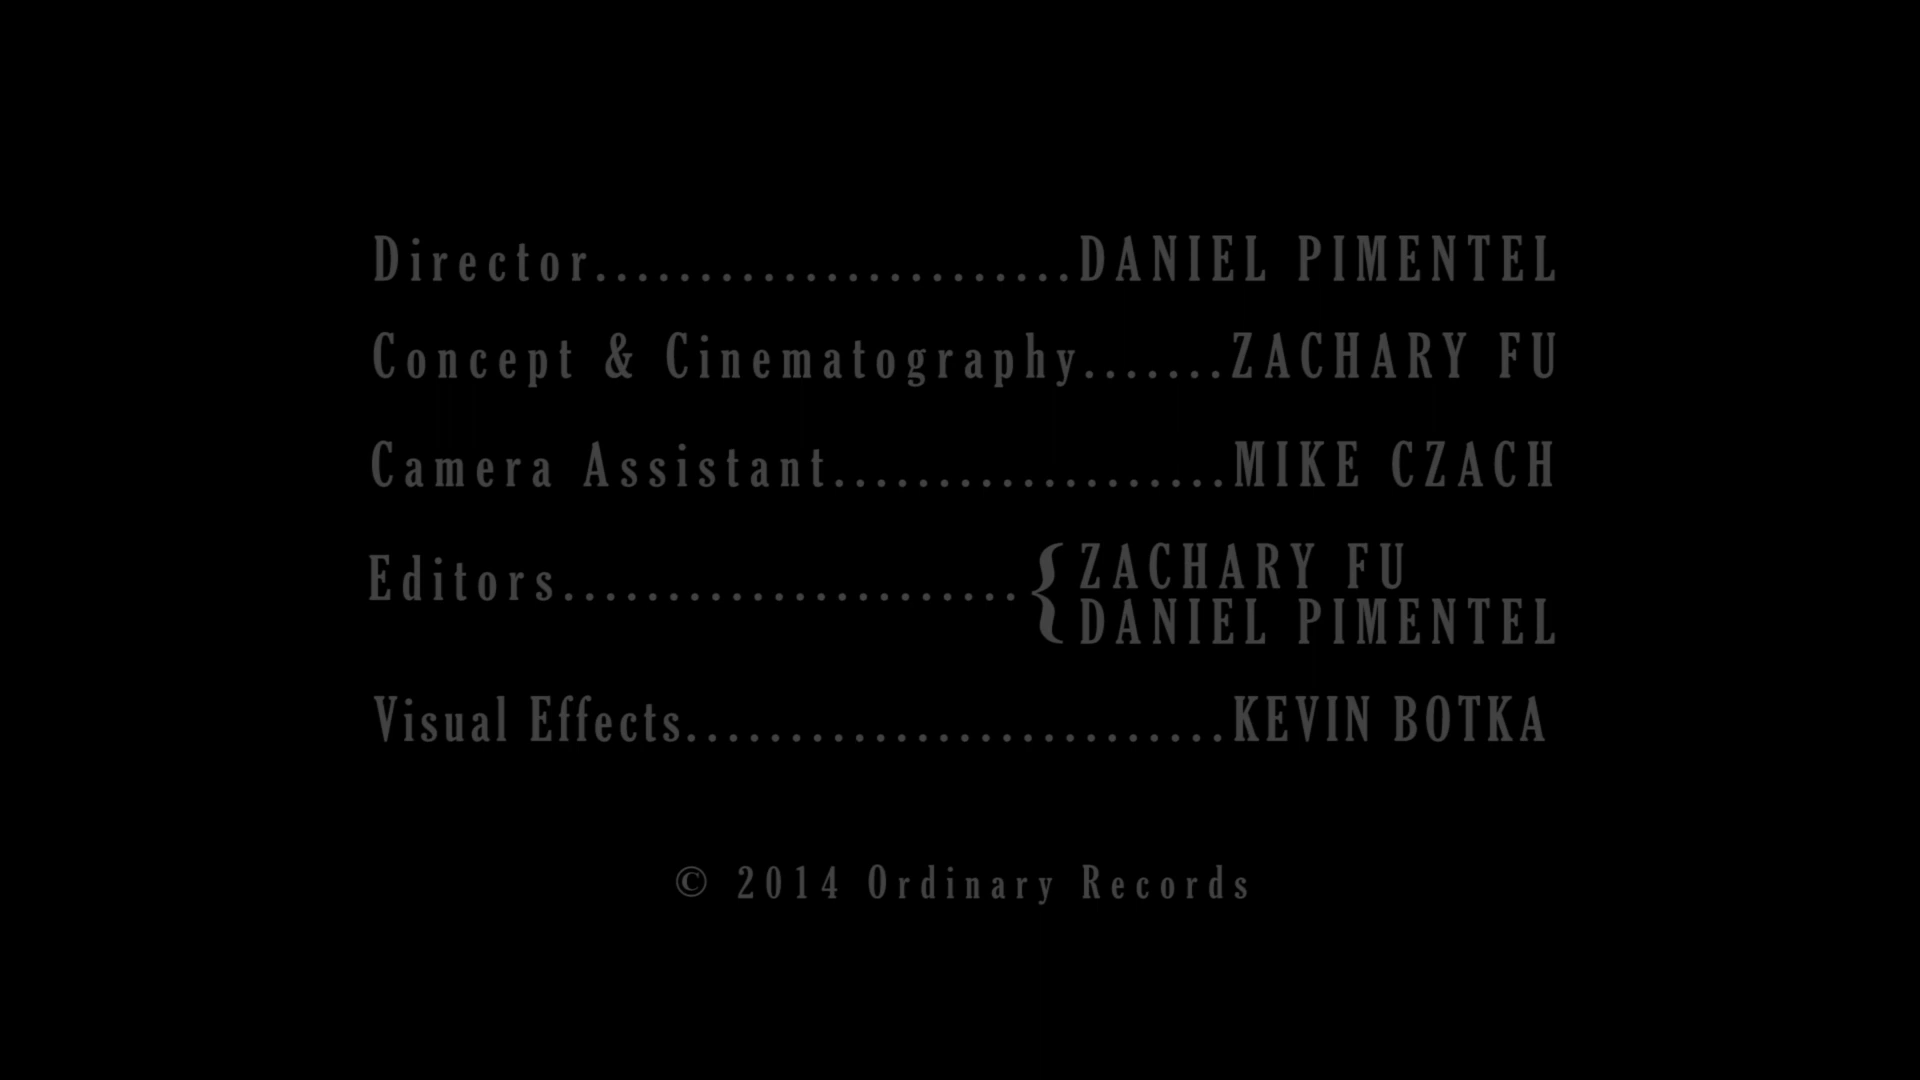 Director.......................DANIEL PIMENTEL
Concept & Cinematography.......ZACHARY FU
Camera Assistant...................MIKE CZACH
Editors......................{ZACHARY FU
DANIEL PIMENTEL
Visual Effects..........................KEVIN BOTKA
© 2014 Ordinary Records